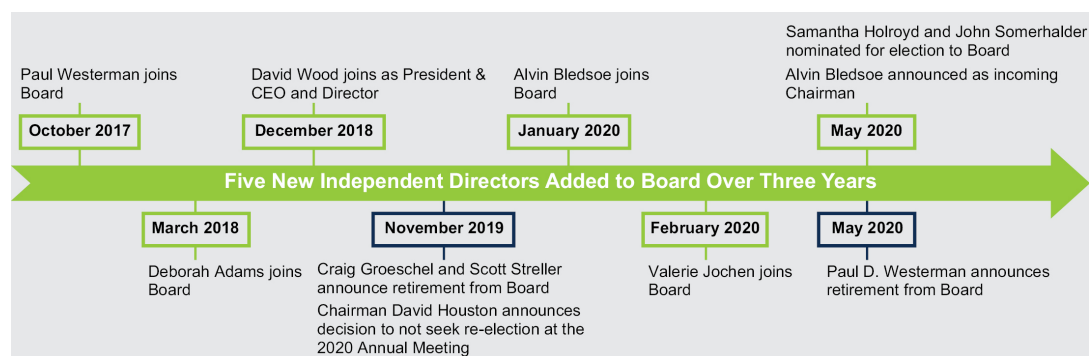 Samantha Holroyd and John Somerhalder
nominated for election to Board
Paul Westerman joins
Board
David Wood joins as President &
CEO and Director
Alvin Bledsoe joins
Board
Alvin Bledsoe announced as incoming
Chairman
October 2017
December 2018
January 2020
May 2020
Five New Independent Directors Added to Board Over Three Years
March 2018
November 2019
February 2020
May 2020
Deborah Adams joins
Board
Craig Groeschel and Scott Streller
announce retirement from Board
Chairman David Houston announces
decision to not seek re-election at the
2020 Annual Meeting
Valerie Jochen joins
Board
Paul D. Westerman announces
retirement from Board